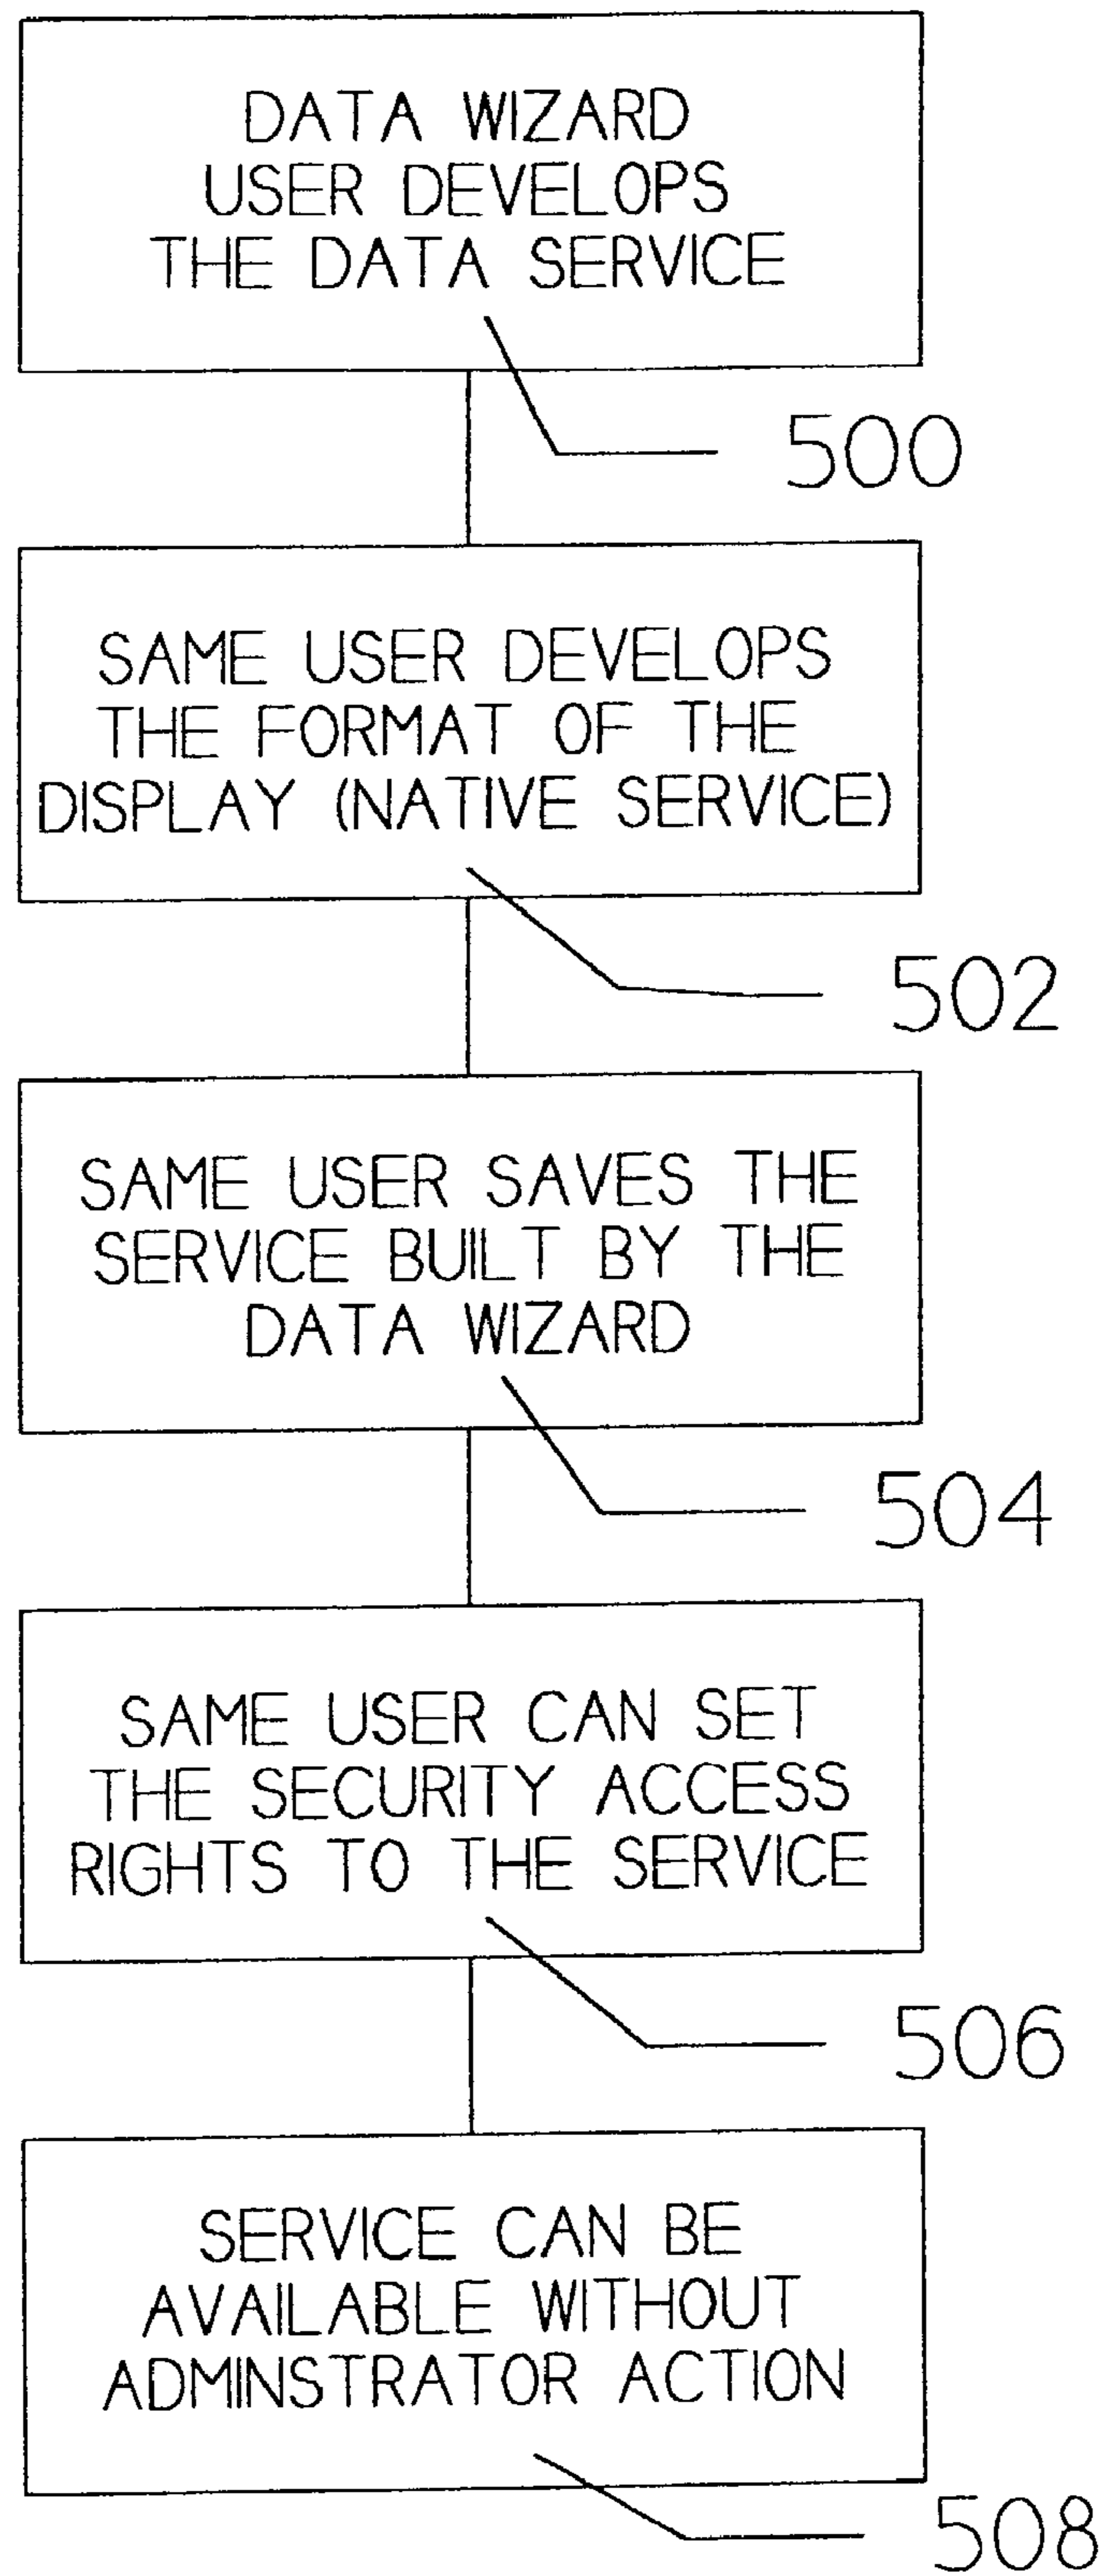 DATA WIZARD
USER DEVELOPS
THE DATA SERVICE
500
SAME USER DEVELOPS
THE FORMAT OF THE
DISPLAY (NATIVE SERVICE)
502
SAME USER SAVES THE
SERVICE BUILT BY THE
DATA WIZARD
504
SAME USER CAN SET
THE SECURITY ACCESS
RIGHTS TO THE SERVICE
506
SERVICE CAN BE
AVAILABLE WITHOUT
ADMINSTRATOR ACTION
508